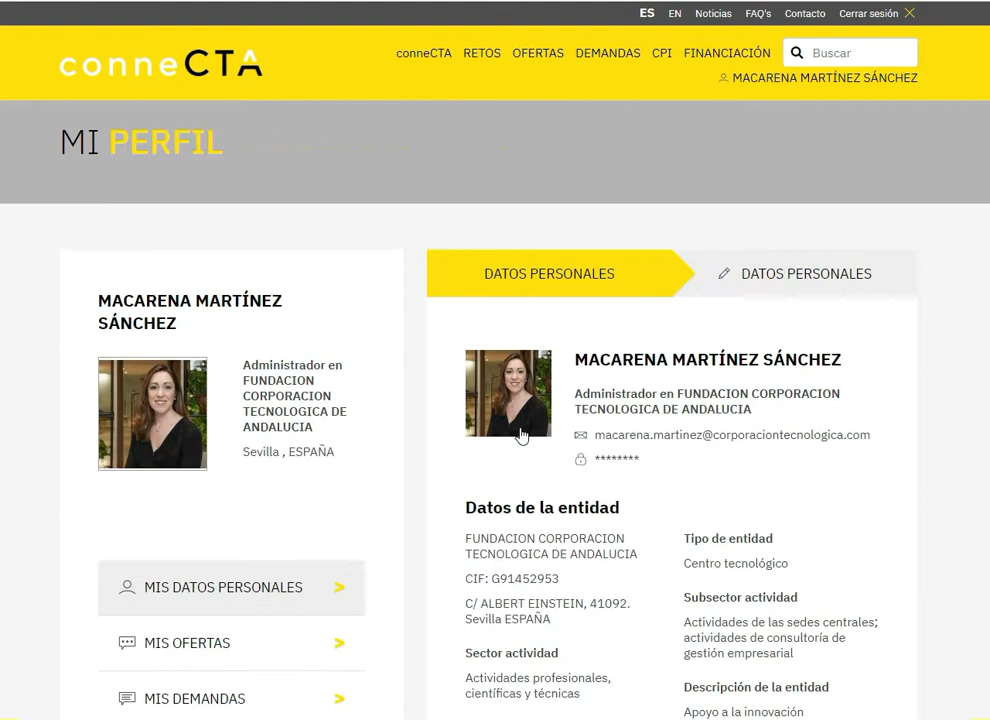 ES EN Noticias FAQ's Contacto Cerrar sesión
conneCTA
conneCTA RETOS OFERTAS DEMANDAS CPI FINANCIACIÓN Buscar
MACARENA MARTÍNEZ SÁNCHEZ
MI PERFIL
MACARENA MARTÍNEZ
SÁNCHEZ
Administrador en
FUNDACION
CORPORACION
TECNOLOGICA DE
ANDALUCIA
Sevilla , ESPAÑA
MIS DATOS PERSONALES >
MIS OFERTAS >
MIS DEMANDAS >
DATOS PERSONALES
DATOS PERSONALES
MACARENA MARTÍNEZ SÁNCHEZ
Administrador en FUNDACION CORPORACION
TECNOLOGICA DE ANDALUCIA
macarena.martinez@corporaciontecnologica.com
********
Datos de la entidad
FUNDACION CORPORACION
TECNOLOGICA DE ANDALUCIA
CIF: G91452953
C/ ALBERT EINSTEIN, 41092.
Sevilla ESPAÑA
Sector actividad
Actividades profesionales,
científicas y técnicas
Tipo de entidad
Centro tecnológico
Subsector actividad
Actividades de las sedes centrales;
actividades de consultoría de
gestión empresarial
Descripción de la entidad
Apoyo a la innovación